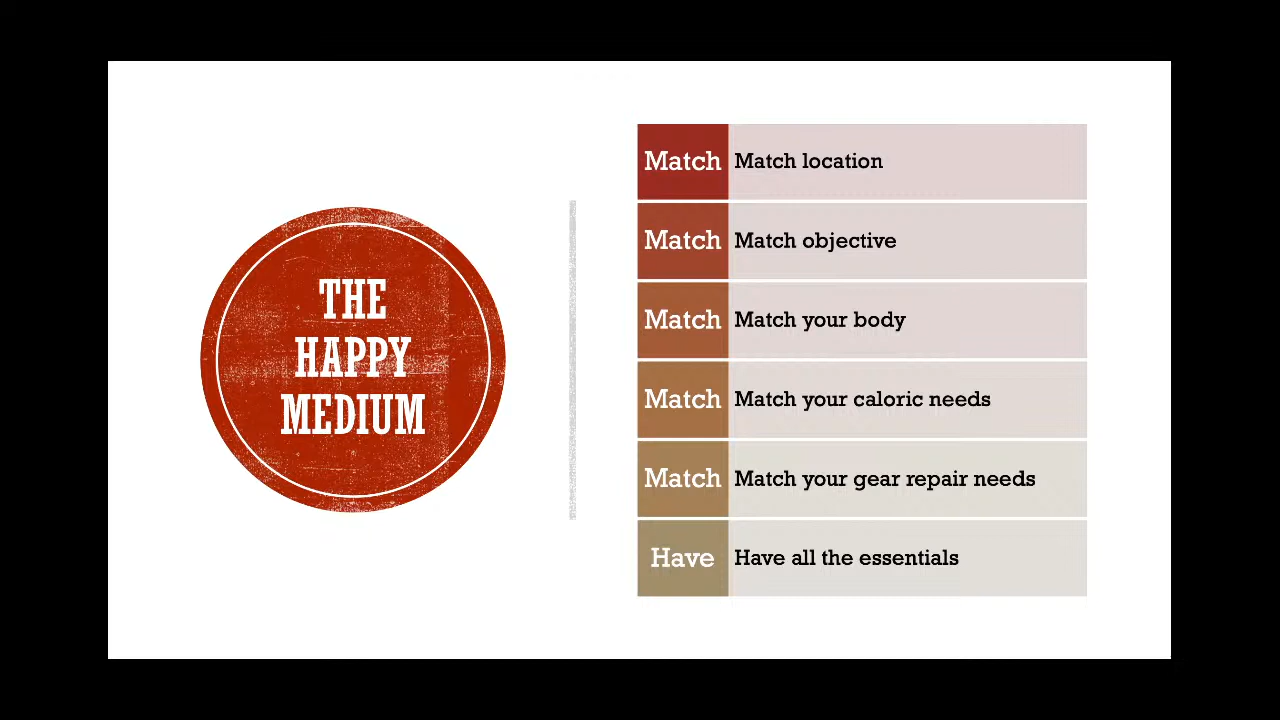 THE
HAPPY
MEDIUM
Match Match location
Match Match objective
Match Match your body
Match Match your caloric needs
Match Match your gear repair needs
Have Have all the essentials